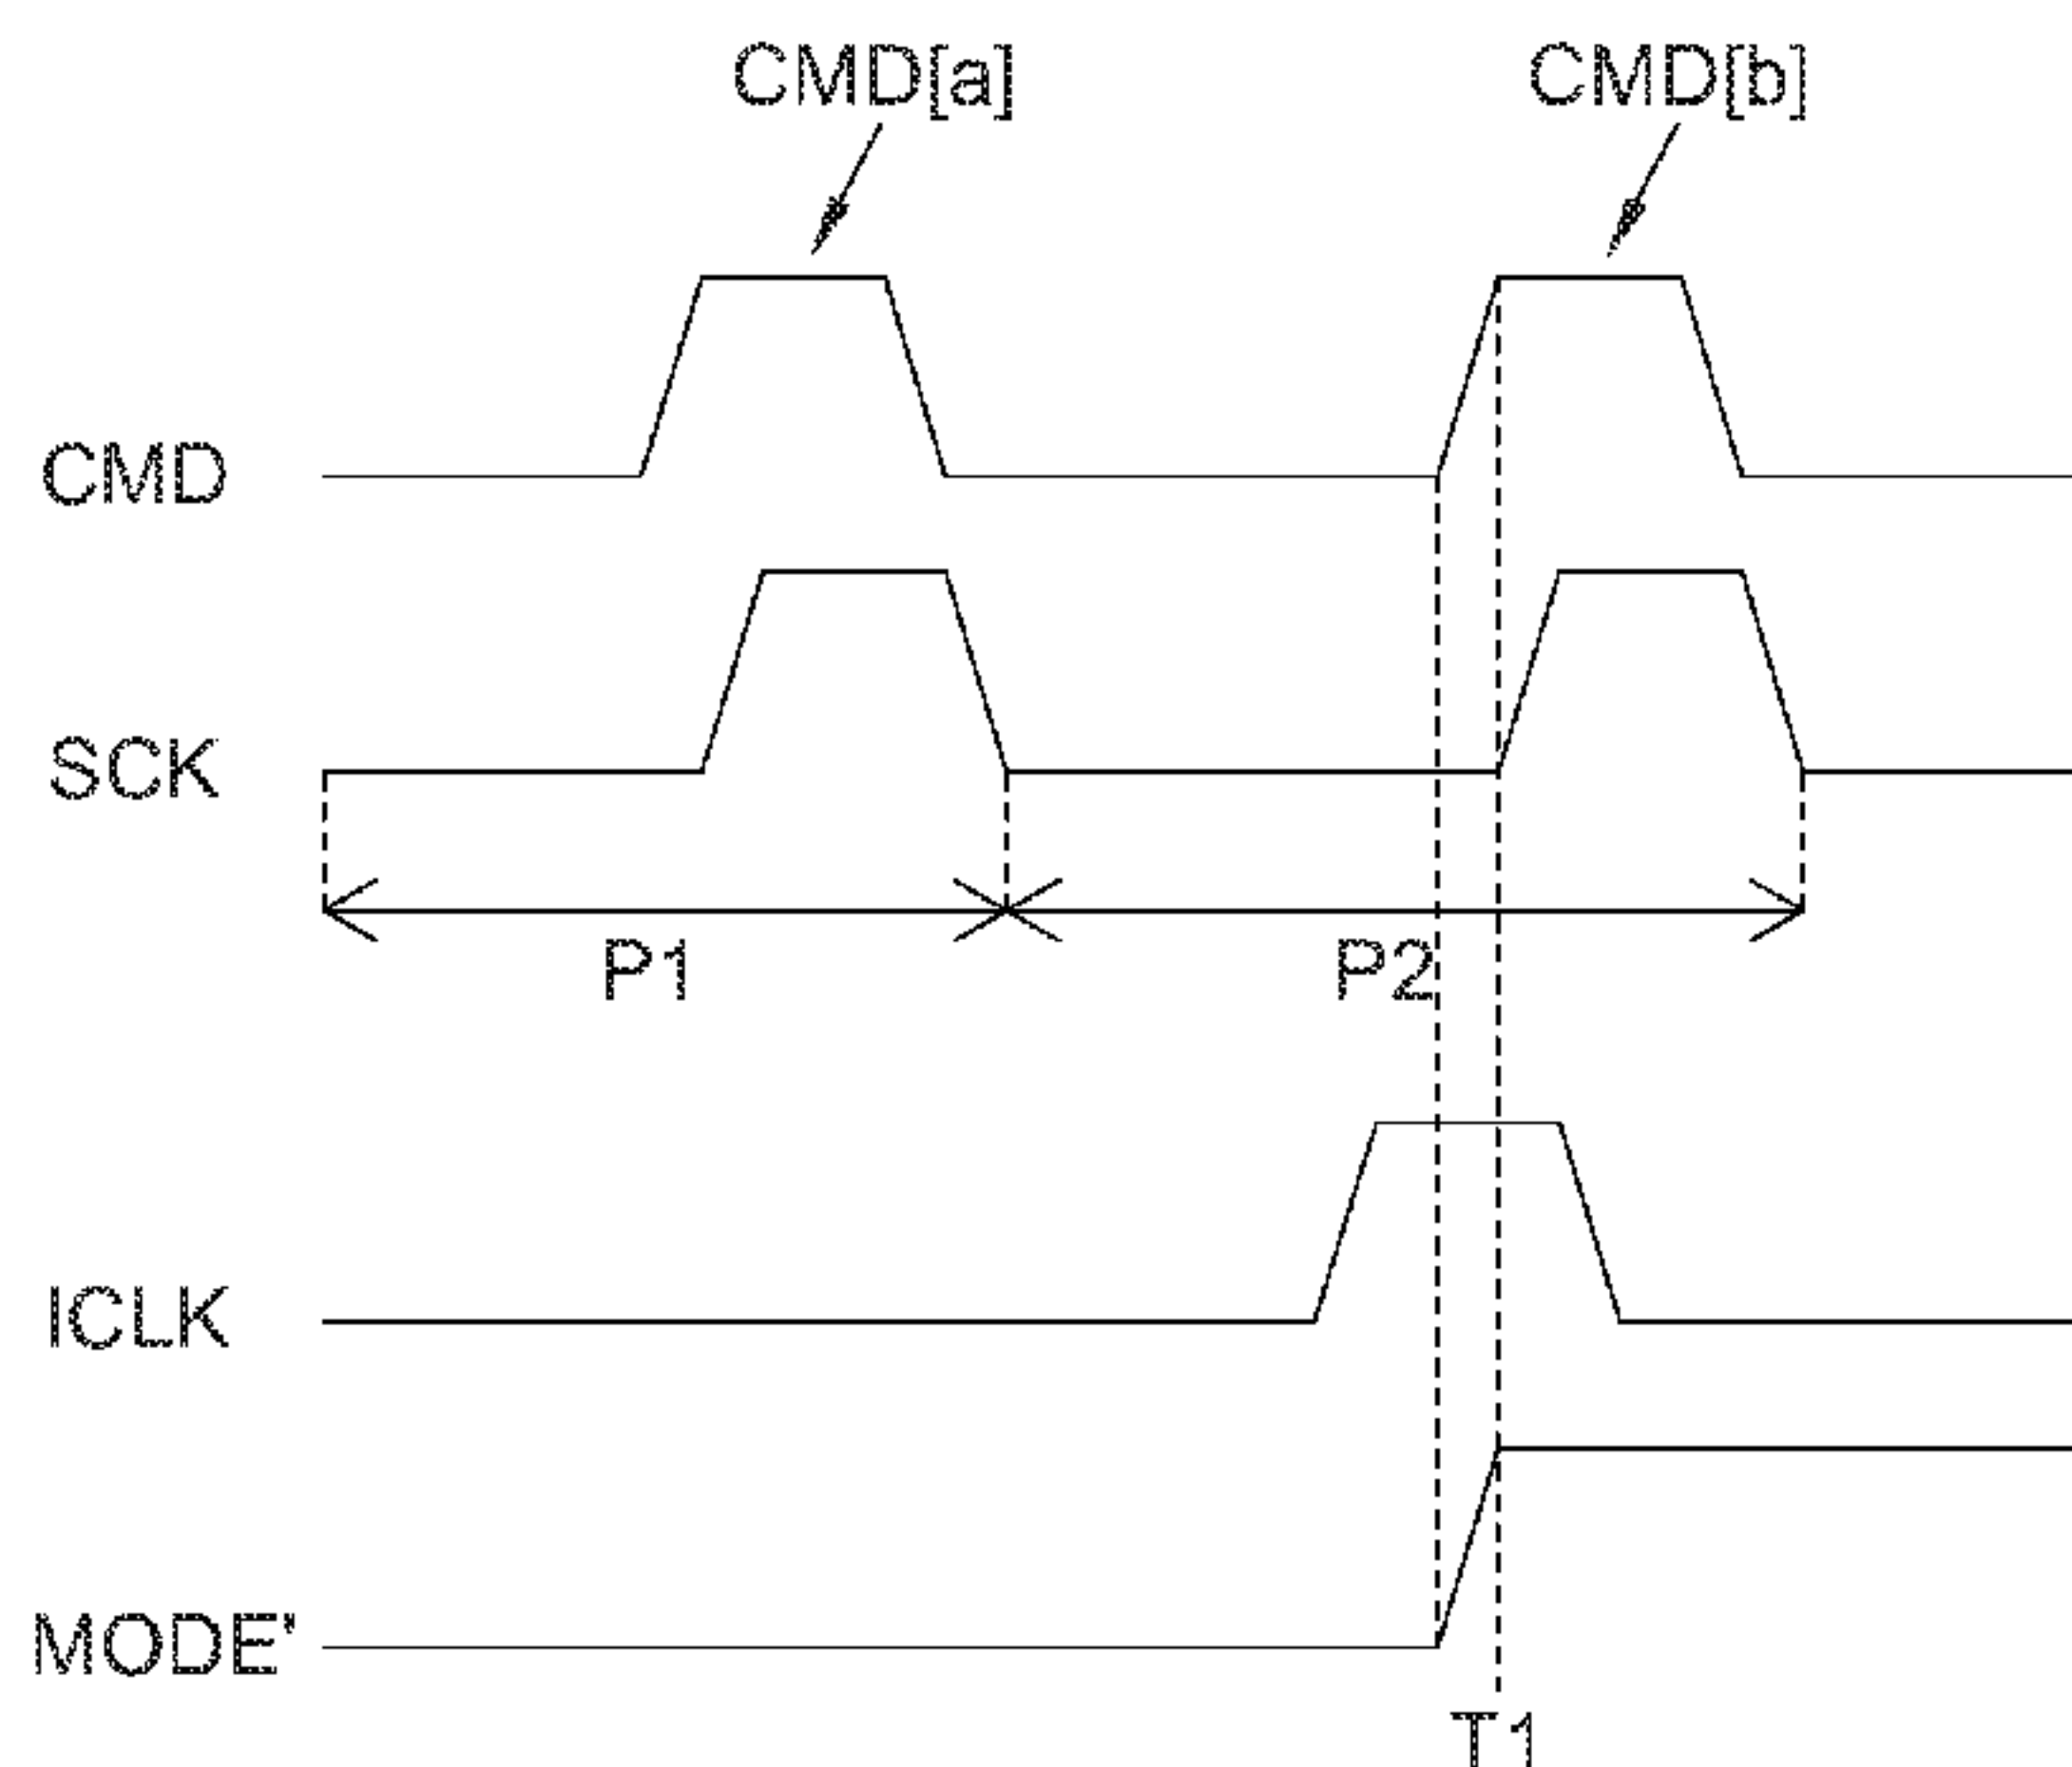 CMD[a] CMD[b]
CMD
SCK
P1 P2
ICLK
MODE'
T1